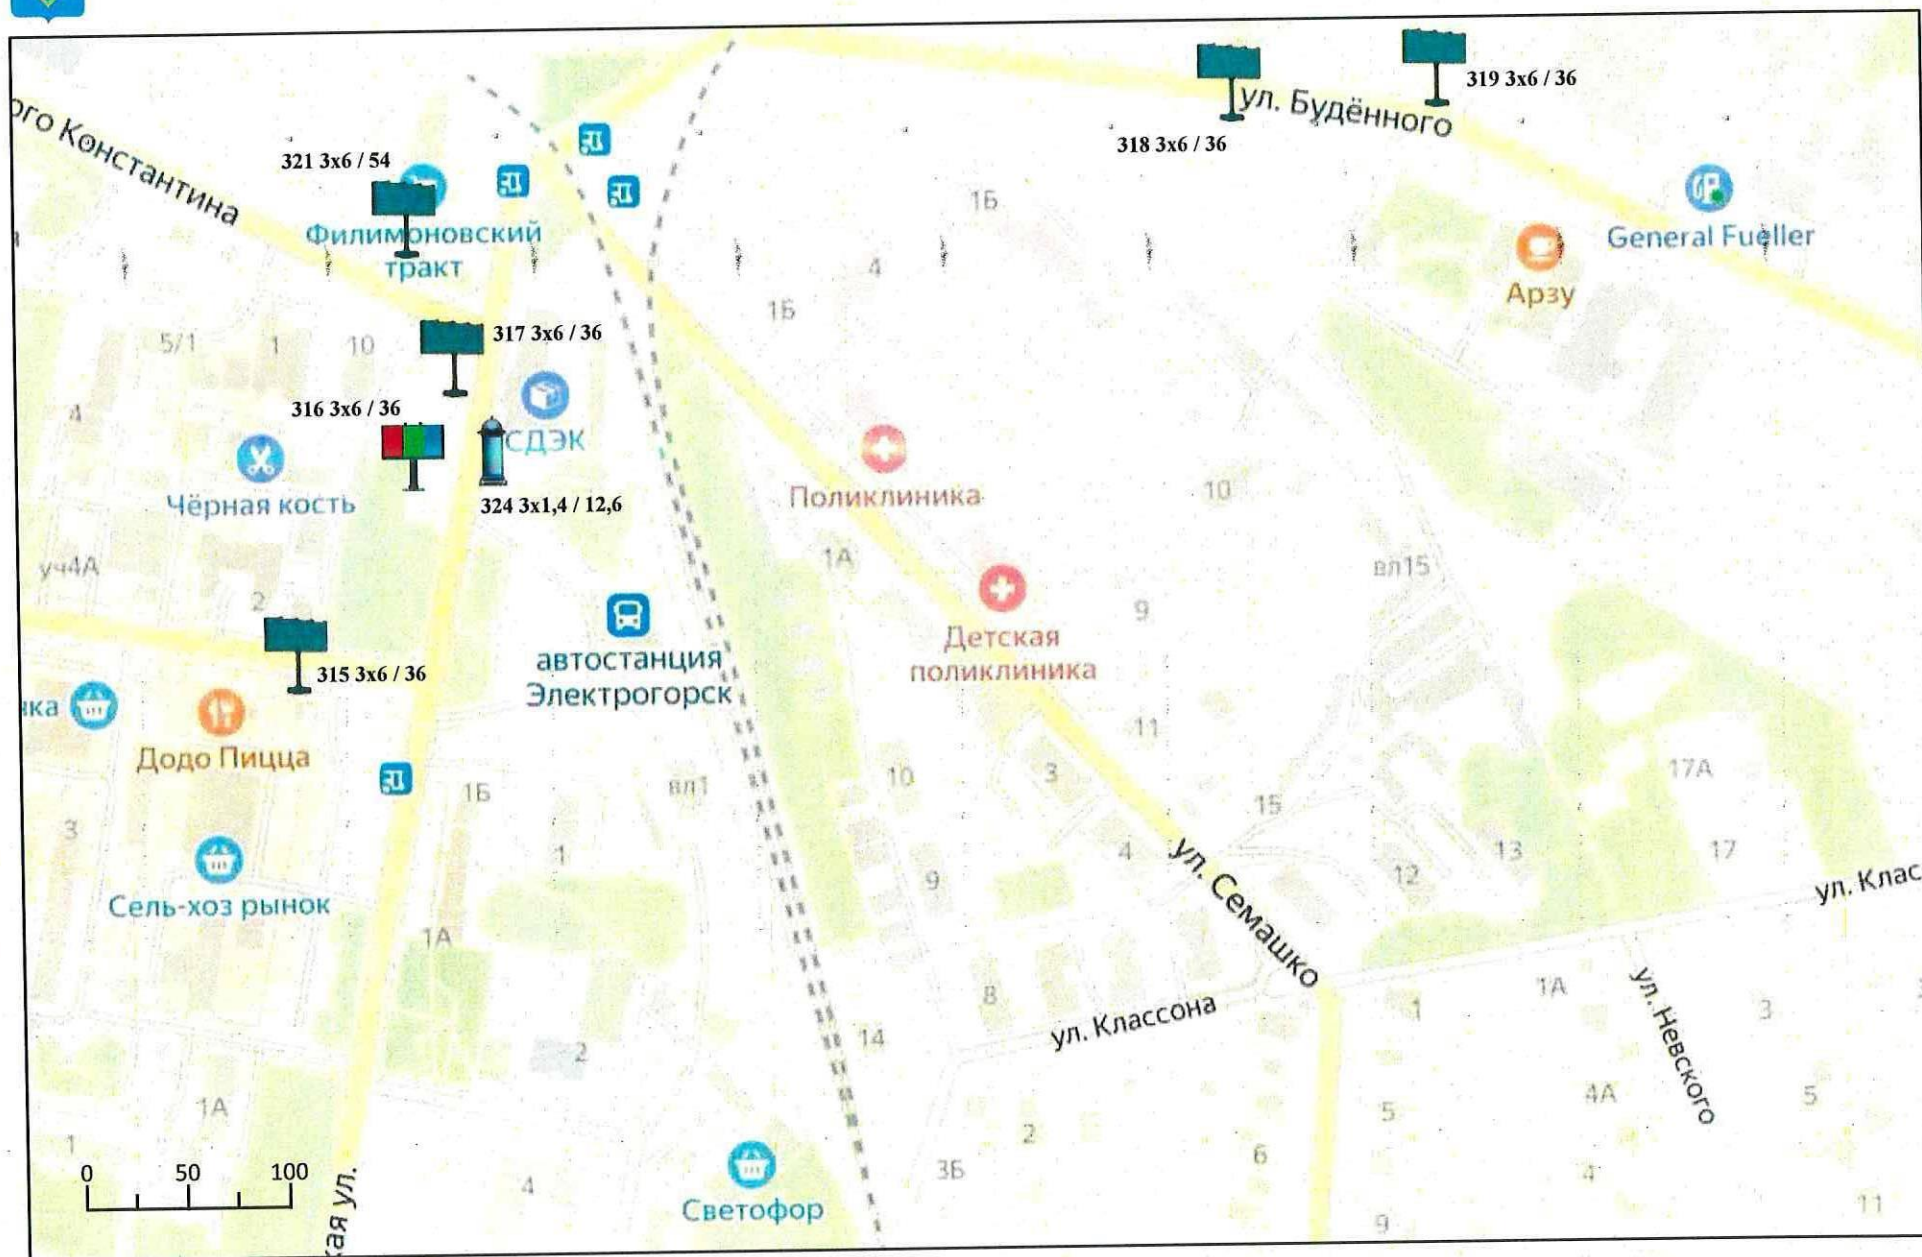 319 3х6 / 36
ул. Будённого
318 3х6 / 36
ого Константина
321 3х6 / 54
Филимоновский
тракт
1Б
General Fueller
4
Арзу
1Б
5/1
1
10
317 3х6 / 36
4
316 3х6 / 36
СДЭК
Чёрная кость
324 3х1,4 / 12,6
Поликлиника
10
уч4А
1А
вл15
2
9
автостанция
Электрогорск
Детская
поликлиника
315 3х6 / 36
ка
Додо Пицца
11
1Б
вл1
10
3
17А
15
3
1
4
ул. Семашко
12
13
17
ул. Клас
9
Сель-хоз рынок
1А
8
ул. Классона
1
1А
ул. Невского
3
14
2
1А
5
4А
5
1
2
0 50 100
кая ул.
4
Светофор
3Б
6
4
11
9